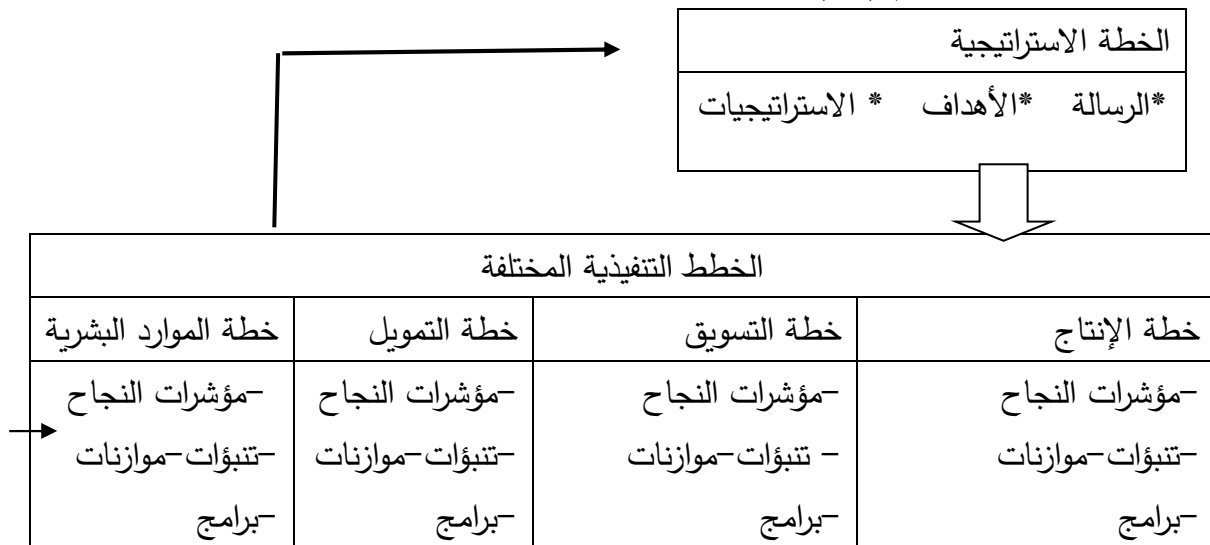 الخطة الاستراتيجية
*الرسالة *الأهداف * الاستراتيجيات
الخطط التنفيذية المختلفة
خطة الإنتاج خطة التسويق خطة التمويل خطة الموارد البشرية
-مؤشرات النجاح -مؤشرات النجاح -مؤشرات النجاح -مؤشرات النجاح
-تنبؤات-موازنات - تنبؤات-موازنات -تنبؤات-موازنات -تنبؤات-موازنات
-برامج -برامج -برامج -برامج